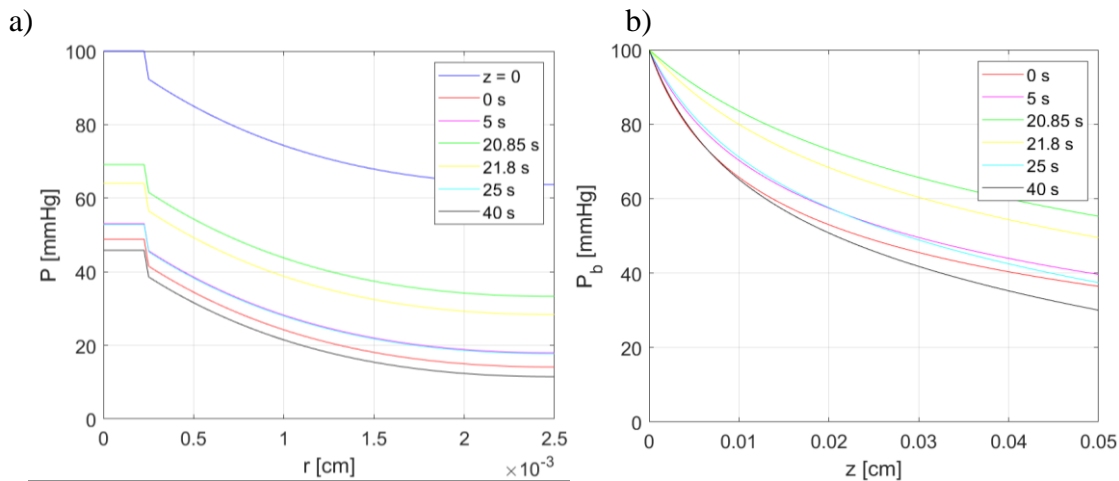 a)
100
80
60
40
20
0
P [mmHg]
0
0.5
1
1.5
2
2.5
r [cm]
×10⁻³
z = 0
0 s
5 s
20.85 s
21.8 s
25 s
40 s
b)
100
80
60
40
20
0
P_b [mmHg]
0
0.01
0.02
0.03
0.04
0.05
z [cm]
0 s
5 s
20.85 s
21.8 s
25 s
40 s